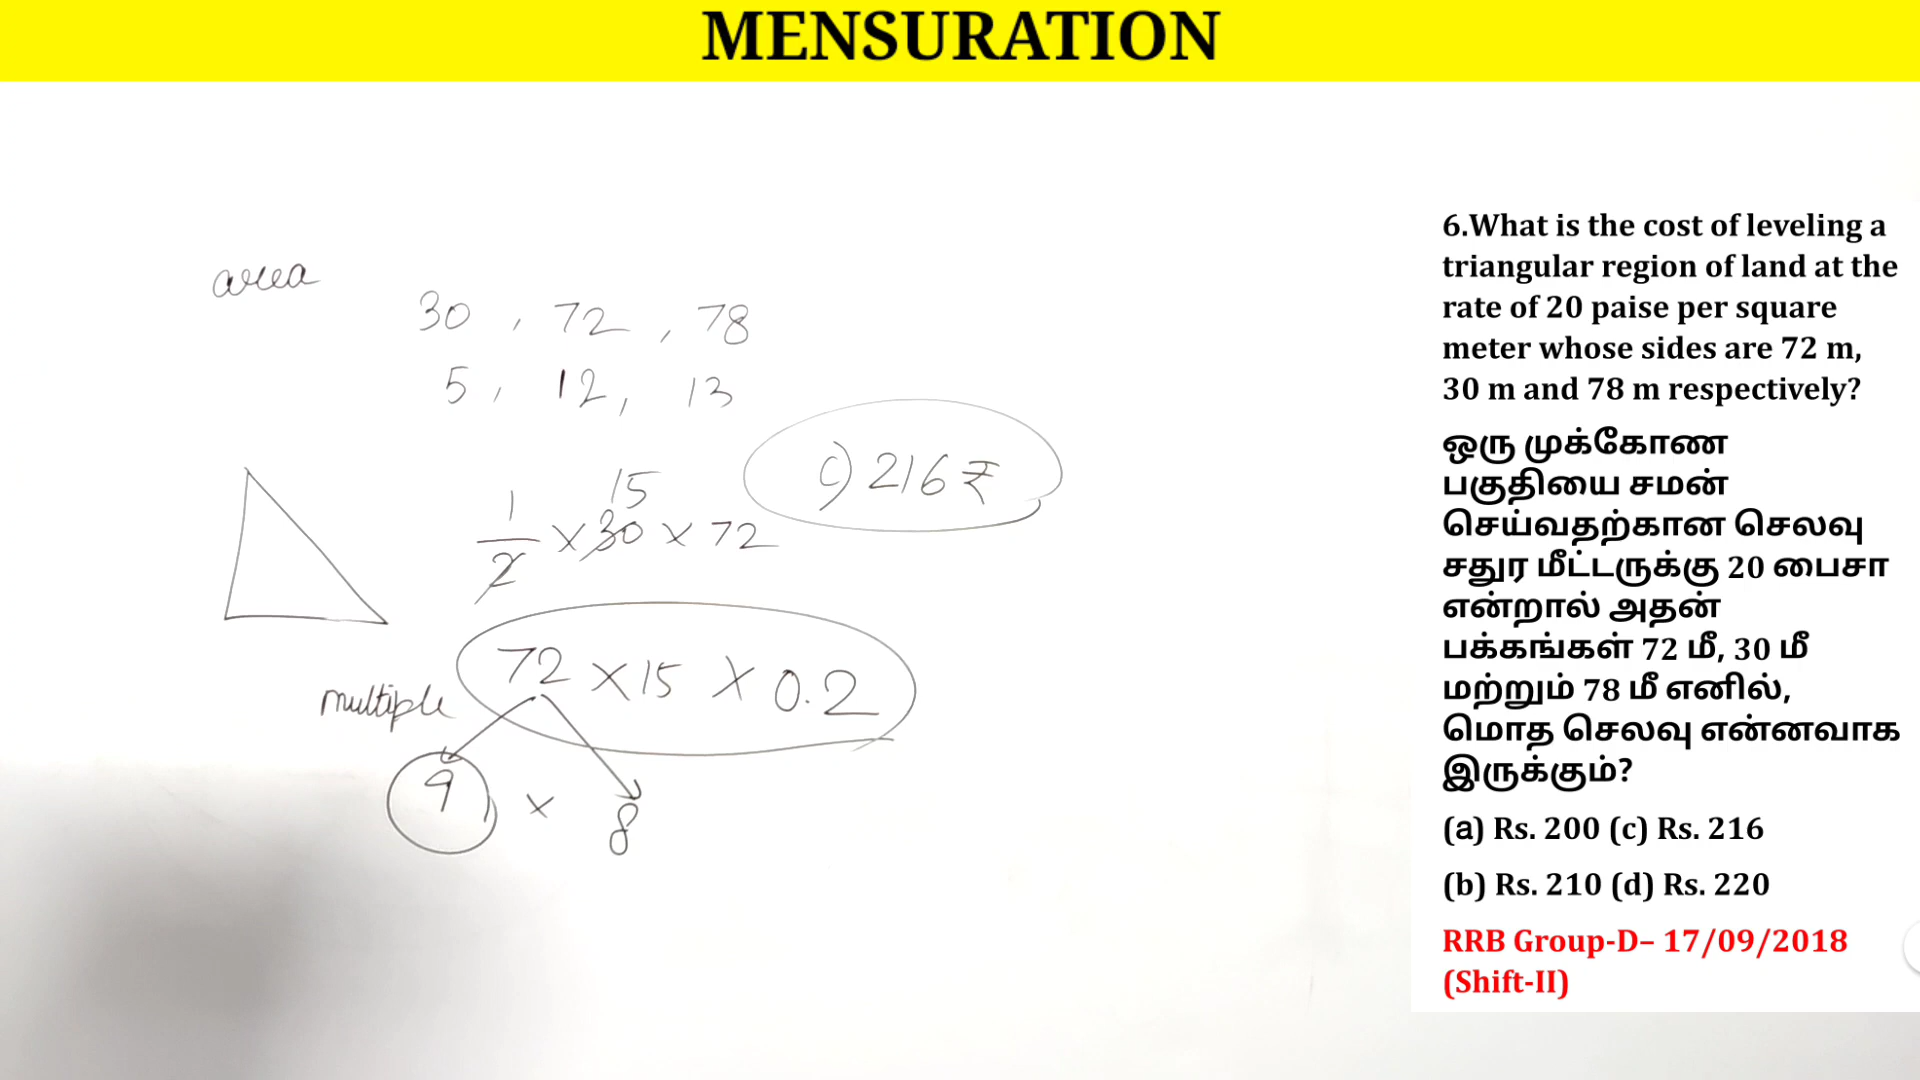 MENSURATION
area
30 , 72 , 78
5 , 12, 13
c) 216 ₹
15
1/2 × 30 × 72
72 × 15 × 0.2
multiple
9 × 8
6.What is the cost of leveling a
triangular region of land at the
rate of 20 paise per square
meter whose sides are 72 m,
30 m and 78 m respectively?
ஒரு முக்கோண
பகுதியை சமன்
செய்வதற்கான செலவு
சதுர மீட்டருக்கு 20 பைசா
என்றால் அதன்
பக்கங்கள் 72 மீ, 30 மீ
மற்றும் 78 மீ எனில்,
மொத செலவு என்னவாக
இருக்கும்?
(a) Rs. 200 (c) Rs. 216
(b) Rs. 210 (d) Rs. 220
RRB Group-D– 17/09/2018
(Shift-II)